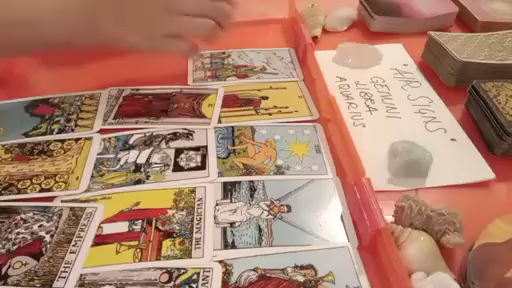 "AIR SIGNS"
GEMINI
LIBRA
AQUARIUS
THE MAGICIAN
THE EMPRESS